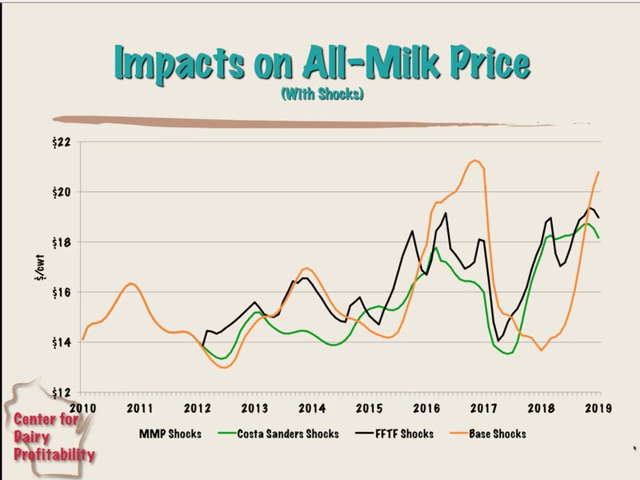 Impacts on All-Milk Price
(With Shocks)
$22
$20
$18
$16
$14
$12
$/cwt
2010 2011 2012 2013 2014 2015 2016 2017 2018 2019
MMP Shocks Costa Sanders Shocks FFTF Shocks Base Shocks
Center for
Dairy
Profitability